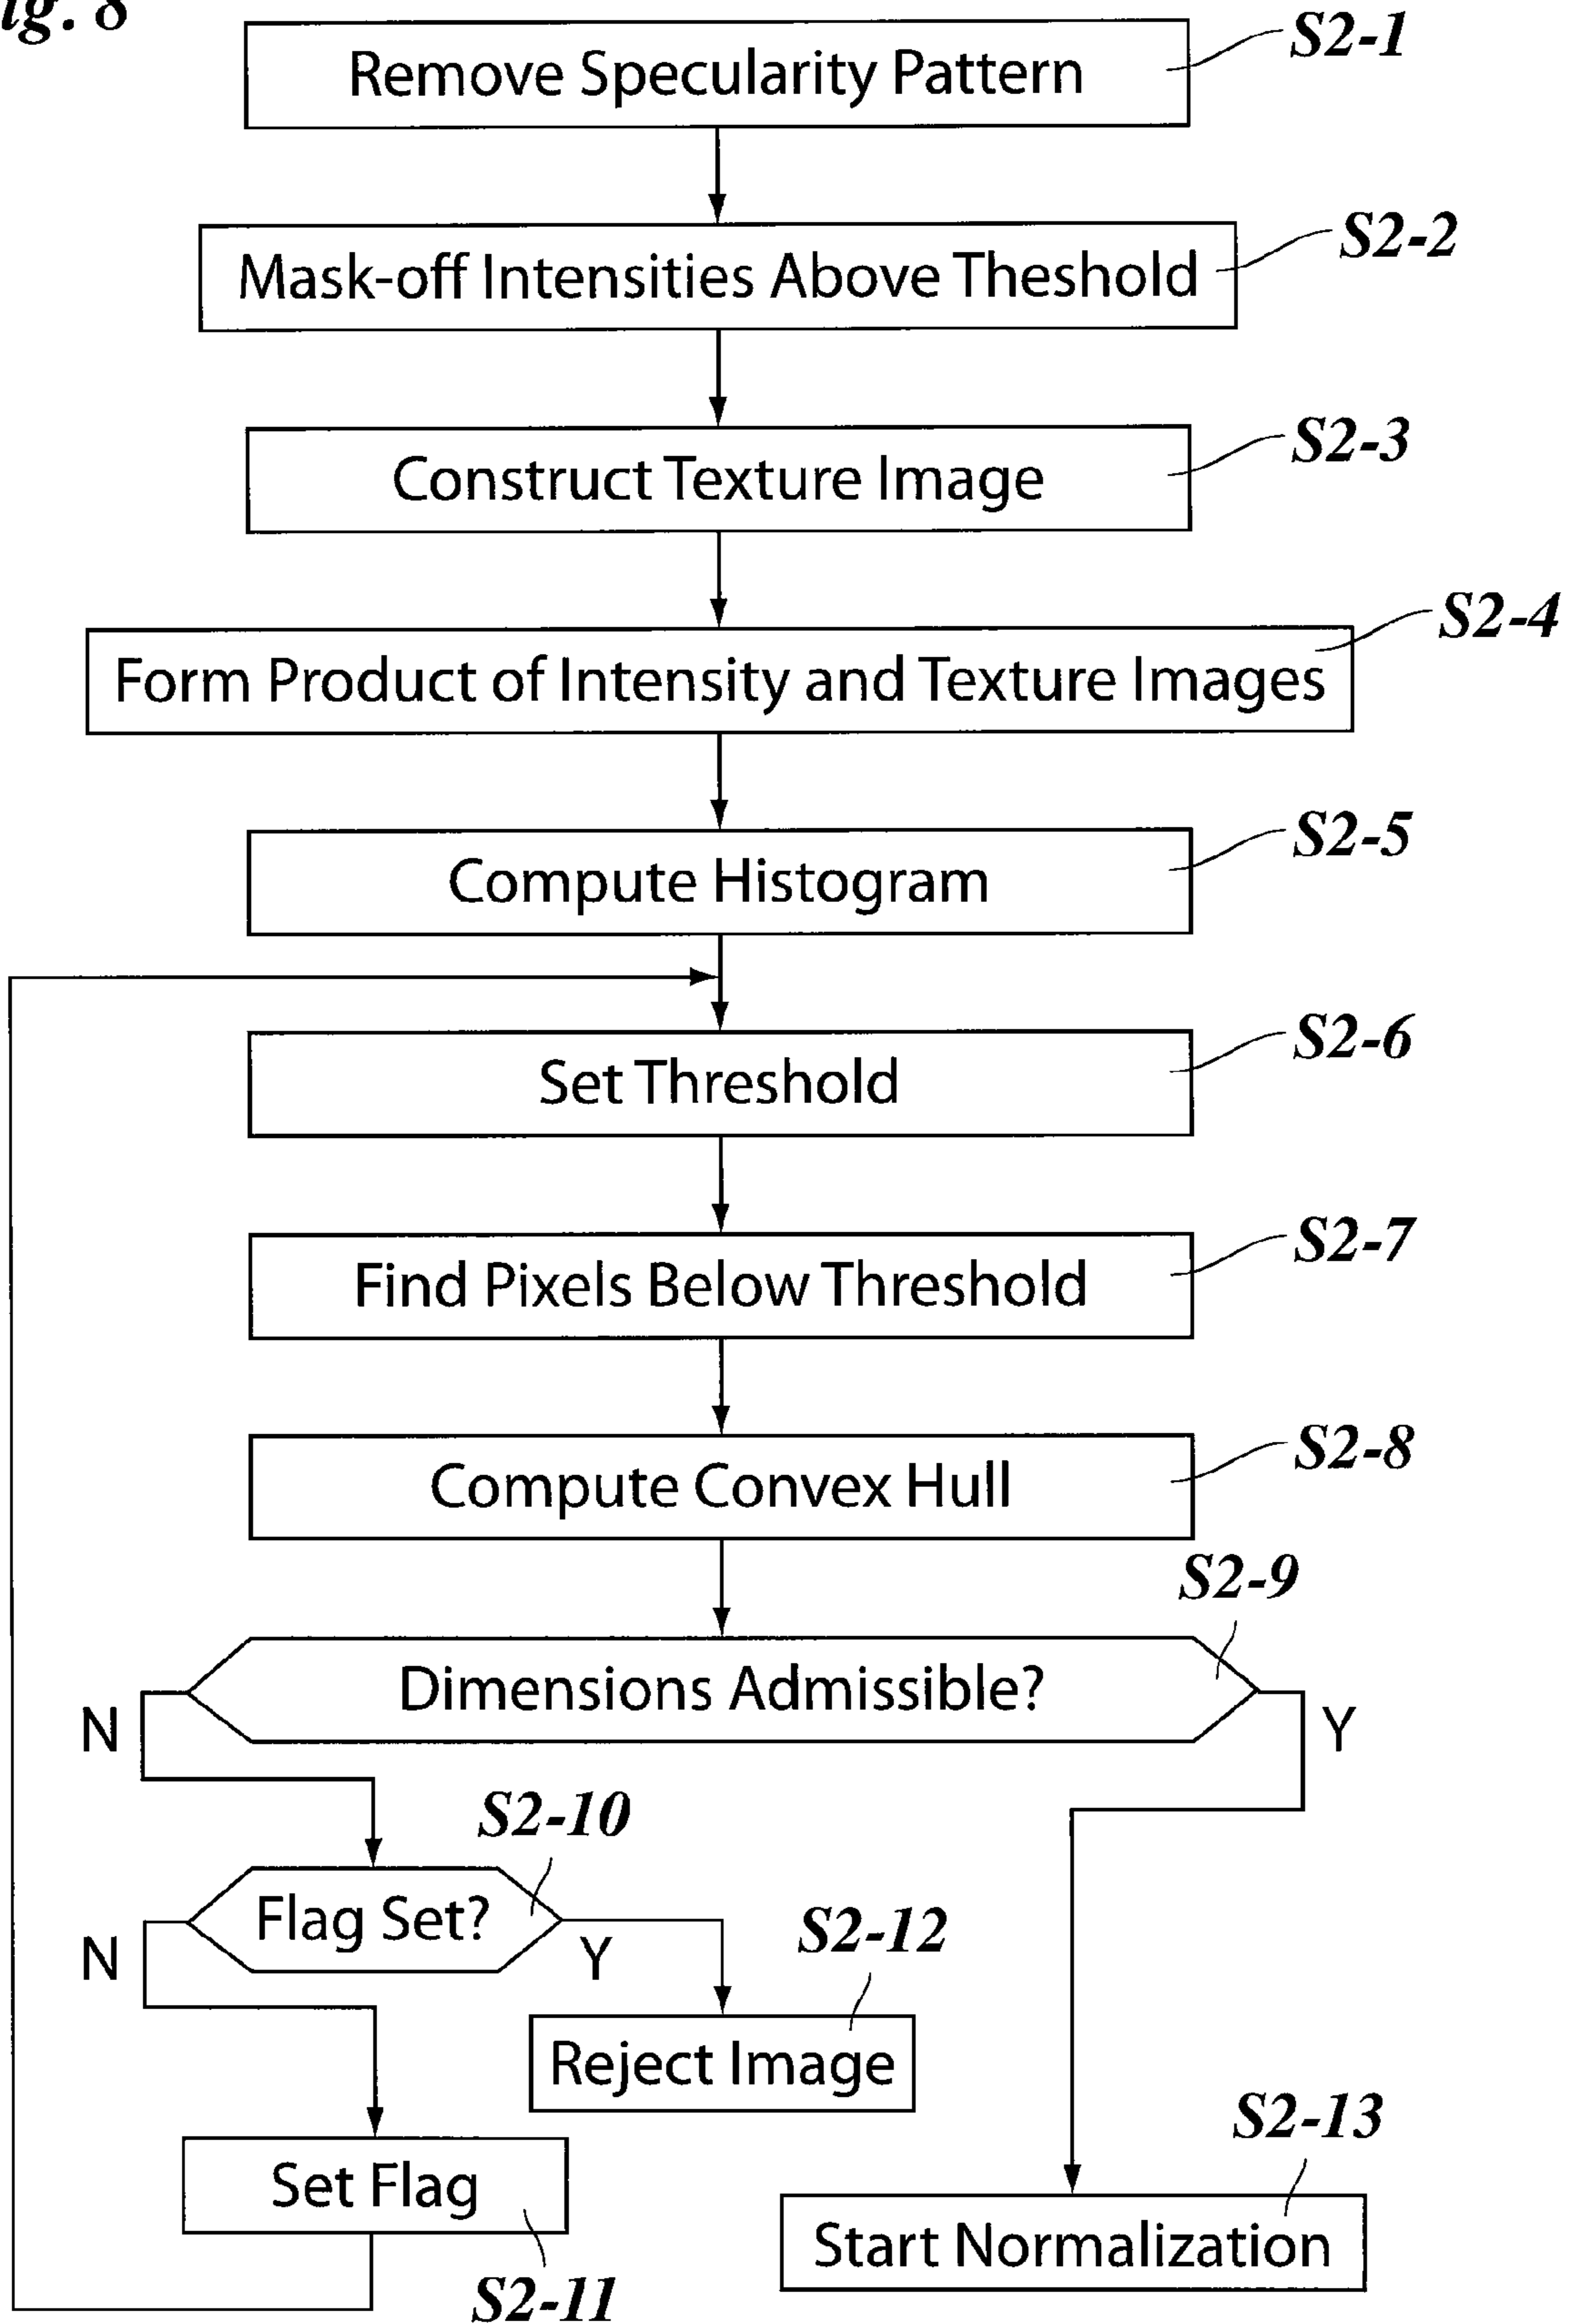 ig. 8
S2-1
Remove Specularity Pattern
S2-2
Mask-off Intensities Above Theshold
S2-3
Construct Texture Image
S2-4
Form Product of Intensity and Texture Images
S2-5
Compute Histogram
S2-6
Set Threshold
S2-7
Find Pixels Below Threshold
S2-8
Compute Convex Hull
S2-9
Dimensions Admissible?
N
Y
S2-10
Flag Set?
N
Y
S2-12
Reject Image
Set Flag
S2-11
S2-13
Start Normalization